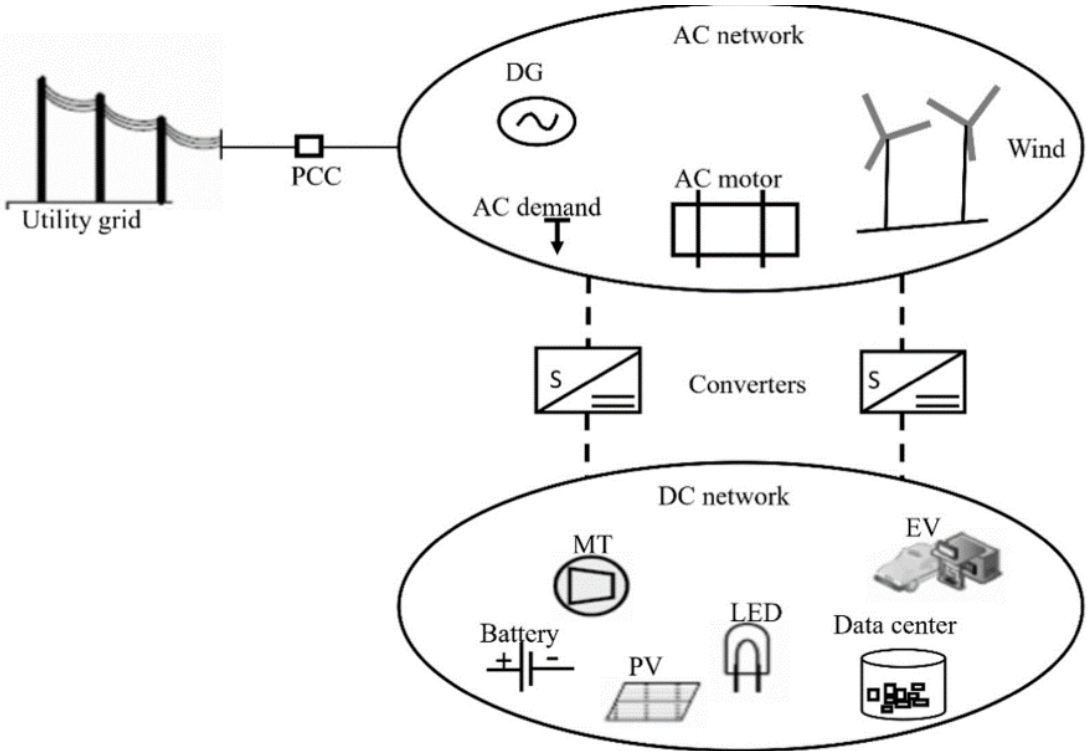 AC network
DG
Wind
PCC
AC motor
AC demand
Utility grid
S
Converters
S
DC network
EV
MT
LED
Battery
Data center
+ -
PV